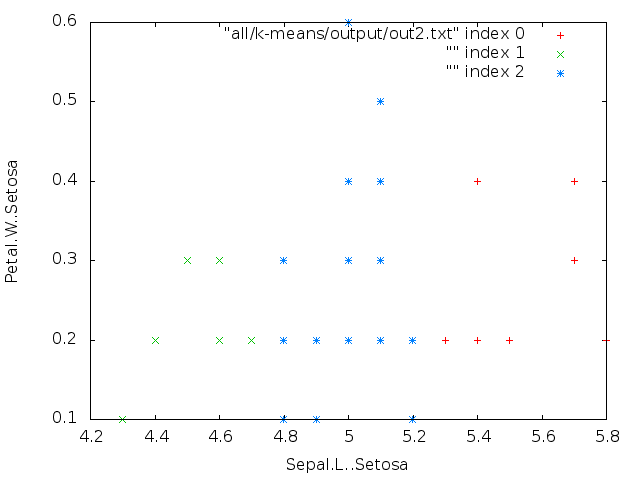 "all/k-means/output/out2.txt" index 0
"" index 1
"" index 2
0.6
0.5
0.4
0.3
0.2
0.1
4.2 4.4 4.6 4.8 5 5.2 5.4 5.6 5.8
Petal.W..Setosa
Sepal.L..Setosa